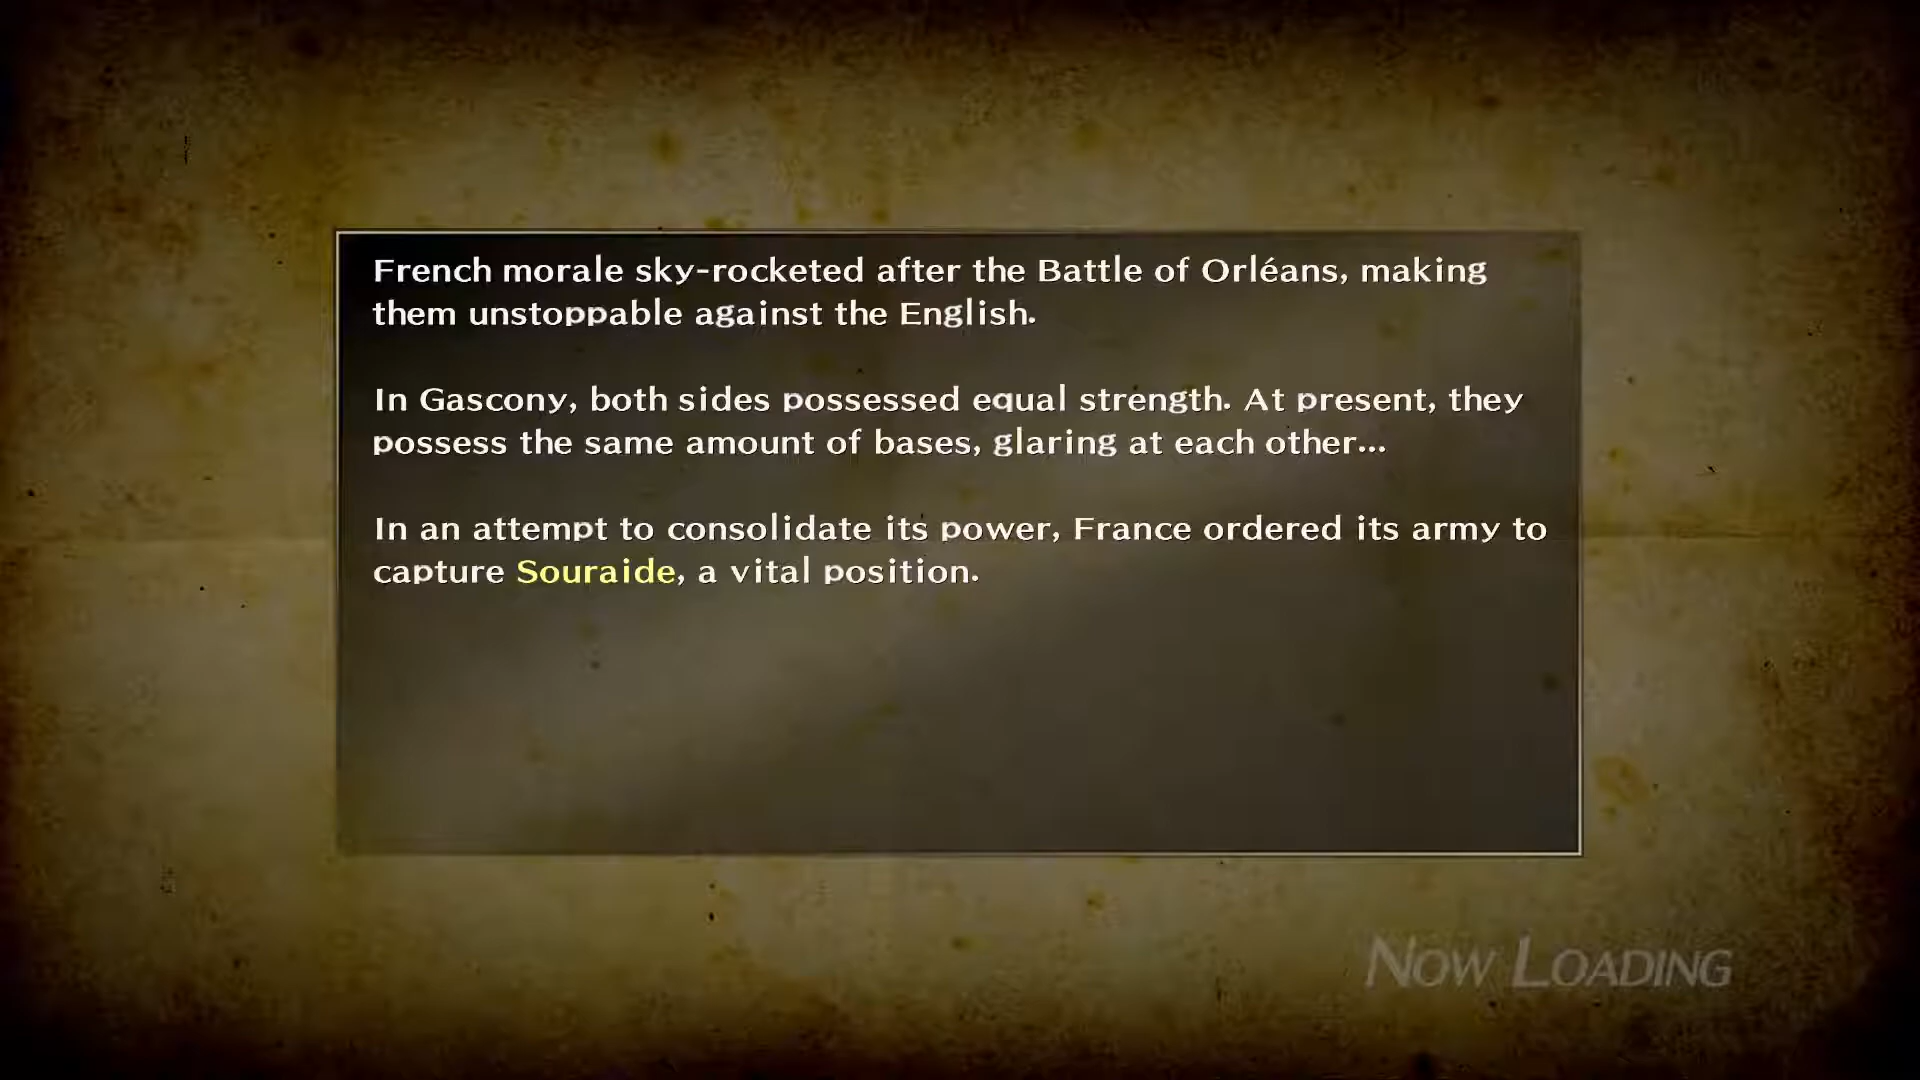 French morale sky-rocketed after the Battle of Orléans, making
them unstoppable against the English.
In Gascony, both sides possessed equal strength. At present, they
possess the same amount of bases, glaring at each other...
In an attempt to consolidate its power, France ordered its army to
capture Souraide, a vital position.
NOW LOADING